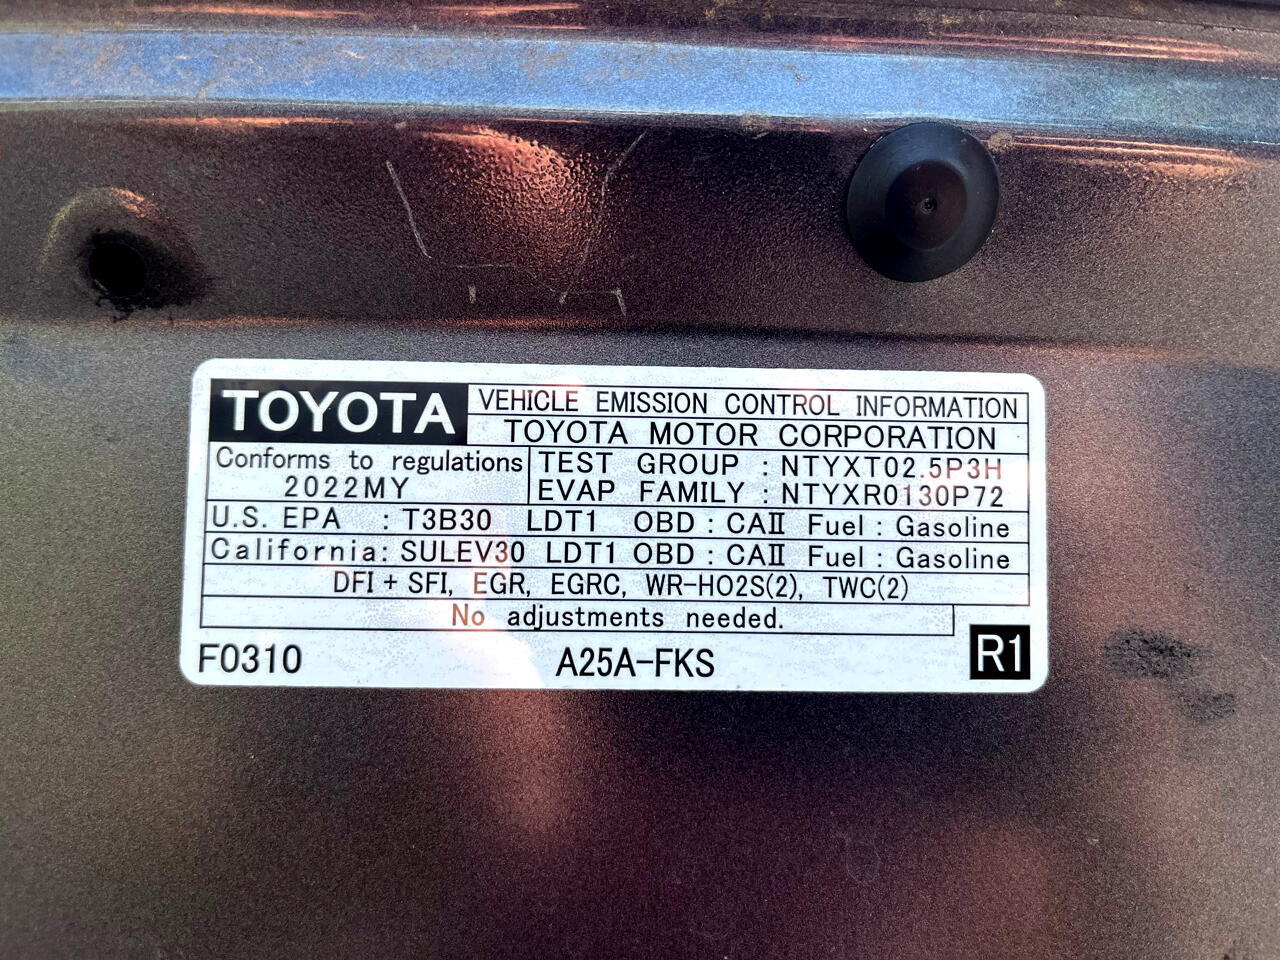 TOYOTA VEHICLE EMISSION CONTROL INFORMATION
TOYOTA MOTOR CORPORATION
Conforms to regulations TEST GROUP : NTYXT02.5P3H
2022MY EVAP FAMILY : NTYXR0130P72
U.S. EPA : T3B30 LDT1 OBD : CAII Fuel : Gasoline
California: SULEV30 LDT1 OBD : CAII Fuel : Gasoline
DFI + SFI, EGR, EGRC, WR-HO2S(2), TWC(2)
No adjustments needed.
F0310 A25A-FKS R1